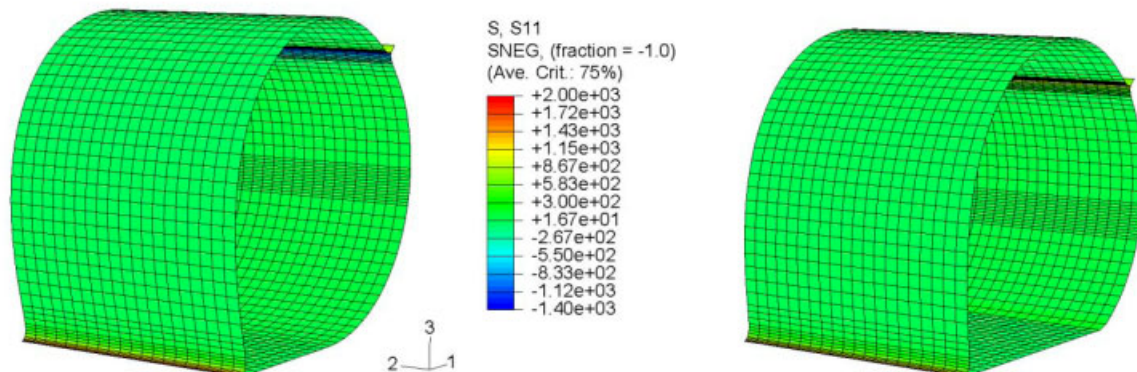 S, S11
SNEG, (fraction = -1.0)
(Ave. Crit.: 75%)
+2.00e+03
+1.72e+03
+1.43e+03
+1.15e+03
+8.67e+02
+5.83e+02
+3.00e+02
+1.67e+01
-2.67e+02
-5.50e+02
-8.33e+02
-1.12e+03
-1.40e+03
3
2
1